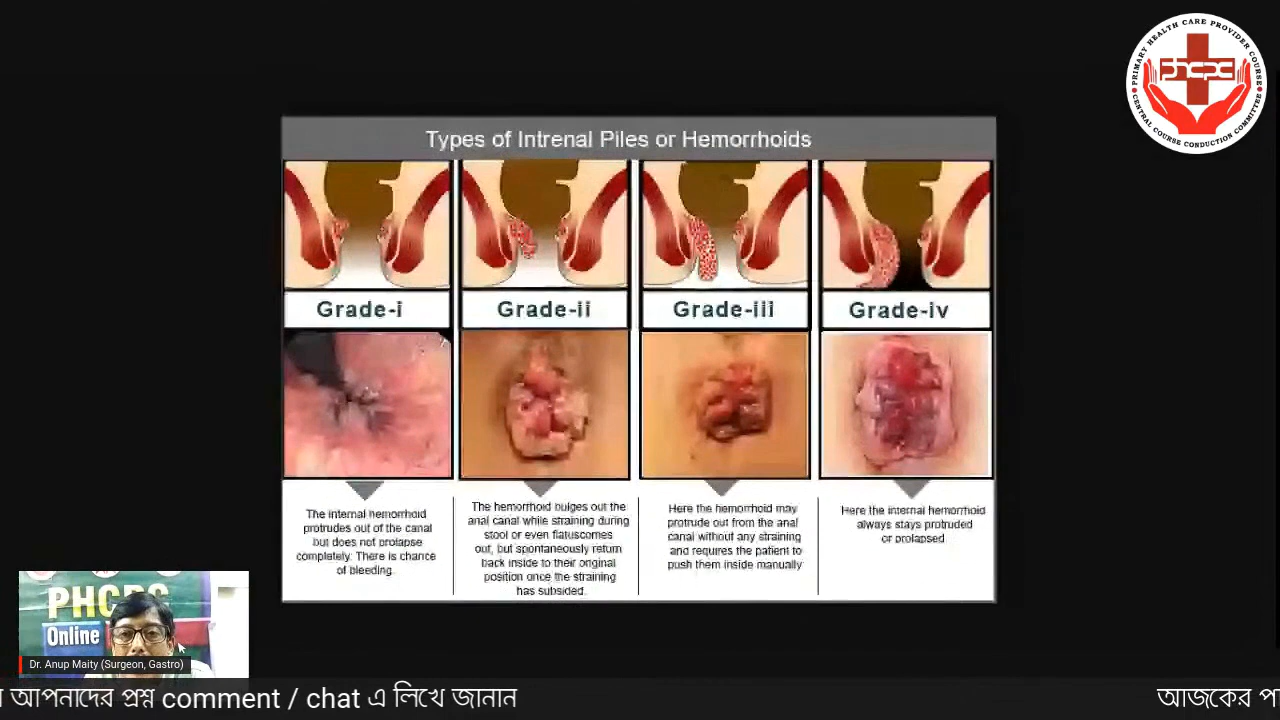 PRIMARY HEALTH CARE PROVIDER COURSE
phcpc
CENTRAL COURSE CONDUCTION COMMITTEE
Types of Intrenal Piles or Hemorrhoids
Grade-i
Grade-ii
Grade-iii
Grade-iv
The internal hemorrhoid
protrudes out of the canal
but does not prolapse
completely. There is chance
of bleeding.
The hemorrhoid bulges out the
anal canal while straining during
stool or even flatuscomes
out, but spontaneously return
back inside to their original
position once the straining
has subsided.
Here the hemorrhoid may
protrude out from the anal
canal without any straining
and requires the patient to
push them inside manually
Here the internal hemorrhoid
always stays protruded
or prolapsed
Online
Dr. Anup Maity (Surgeon, Gastro)
আপনাদের প্রশ্ন comment / chat এ লিখে জানান
আজকের